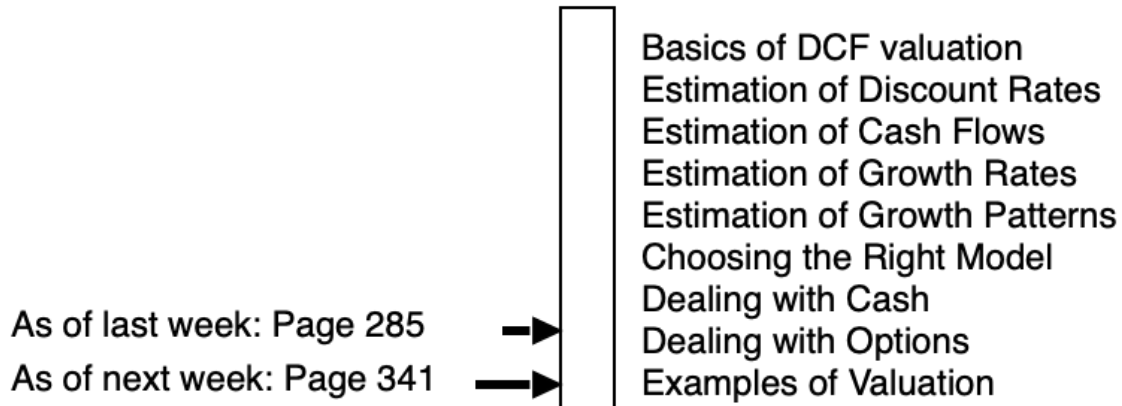 Basics of DCF valuation
Estimation of Discount Rates
Estimation of Cash Flows
Estimation of Growth Rates
Estimation of Growth Patterns
Choosing the Right Model
Dealing with Cash
As of last week: Page 285
Dealing with Options
As of next week: Page 341
Examples of Valuation